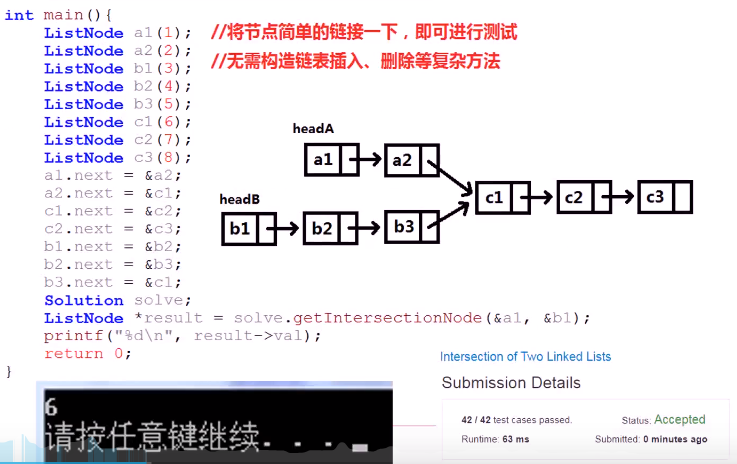 int main(){
ListNode a1(1); //将节点简单的链接一下，即可进行测试
ListNode a2(2); //无需构造链表插入、删除等复杂方法
ListNode b1(3);
ListNode b2(4);
ListNode b3(5);
ListNode c1(6);
ListNode c2(7);
ListNode c3(8);
a1.next = &a2;
a2.next = &c1;
c1.next = &c2;
c2.next = &c3;
b1.next = &b2;
b2.next = &b3;
b3.next = &c1;
Solution solve;
ListNode *result = solve.getIntersectionNode(&a1, &b1);
printf("%d\n", result->val);
return 0;
}
headA
a1 a2
headB
b1 b2 b3
c1 c2 c3
6
请按任意键继续. . .
Intersection of Two Linked Lists
Submission Details
42 / 42 test cases passed. Status: Accepted
Runtime: 63 ms Submitted: 0 minutes ago